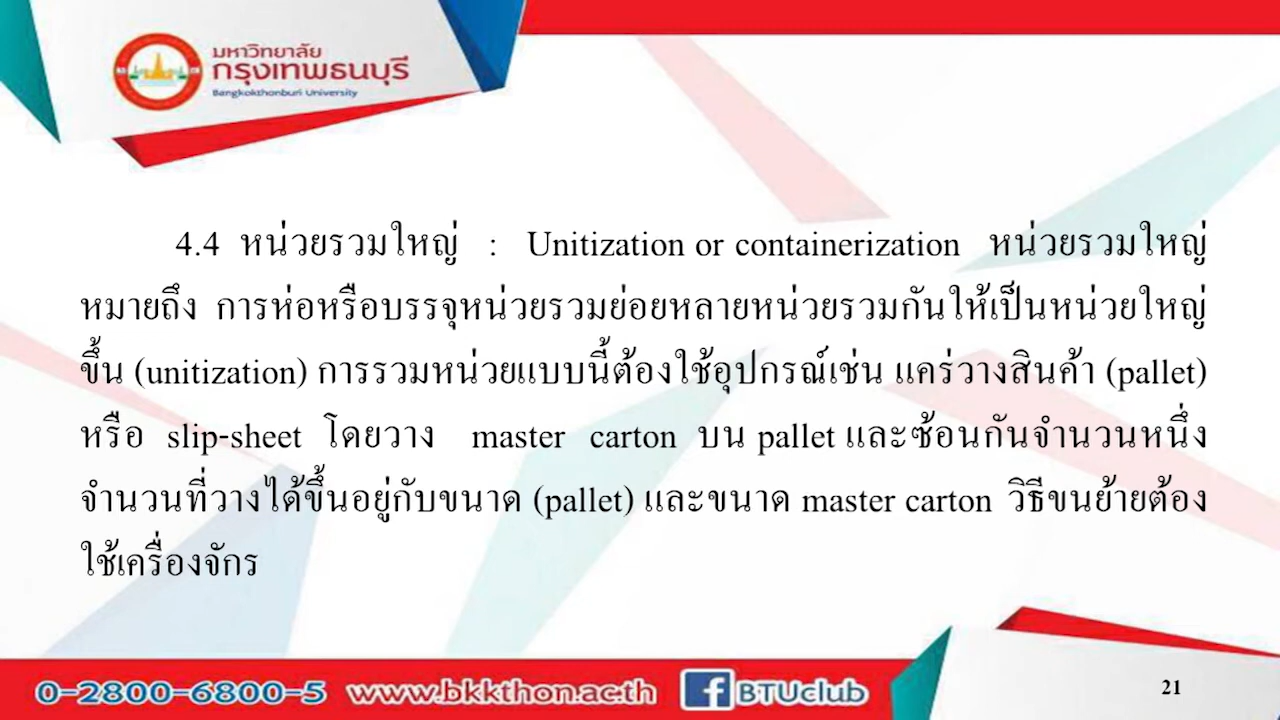 มหาวิทยาลัย
กรุงเทพธนบุรี
Bangkokthonburi University
4.4 หน่วยรวมใหญ่ : Unitization or containerization หน่วยรวมใหญ่
หมายถึง การห่อหรือบรรจุหน่วยรวมย่อยหลายหน่วยรวมกันให้เป็นหน่วยใหญ่
ขึ้น (unitization) การรวมหน่วยแบบนี้ต้องใช้อุปกรณ์เช่น แคร่วางสินค้า (pallet)
หรือ slip-sheet โดยวาง master carton บน pallet และซ้อนกันจำนวนหนึ่ง
จำนวนที่วางได้ขึ้นอยู่กับขนาด (pallet) และขนาด master carton วิธีขนย้ายต้อง
ใช้เครื่องจักร
0-2800-6800-5 www.bkkthon.ac.th f BTUclub
21